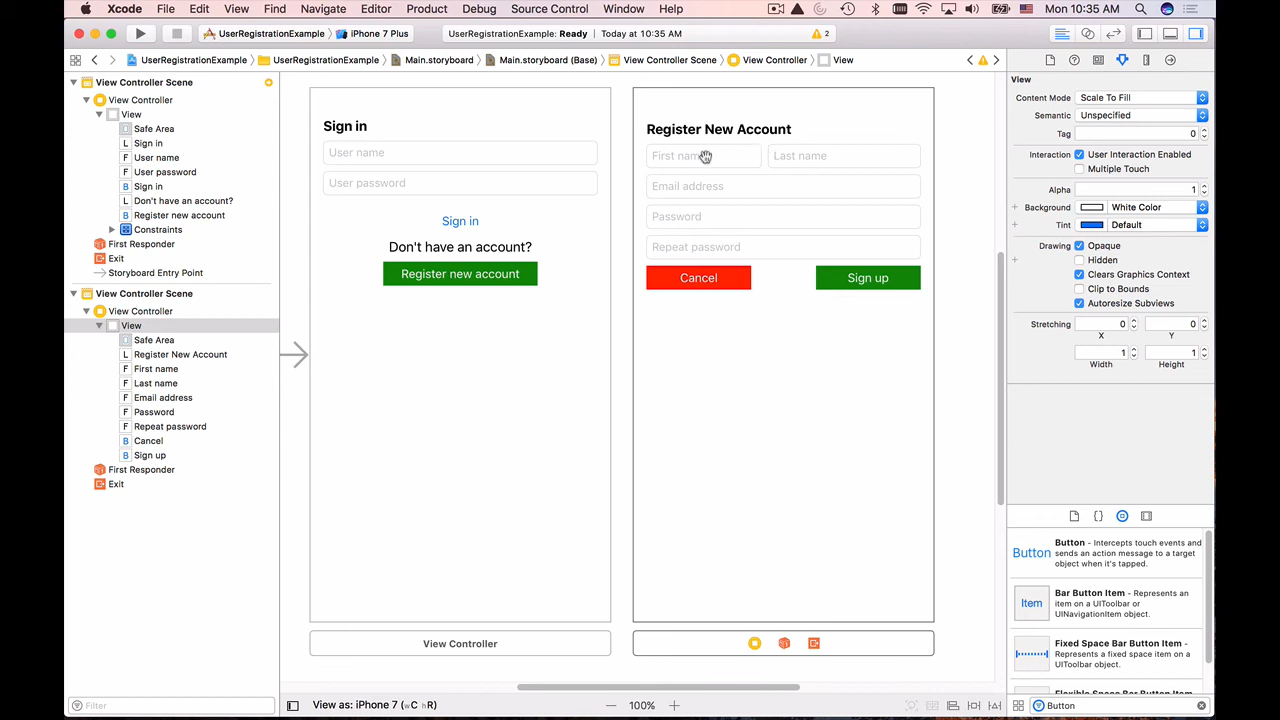 Xcode File Edit View Find Navigate Editor Product Debug Source Control Window Help Mon 10:35 AM
UserRegistrationExample iPhone 7 Plus UserRegistrationExample: Ready Today at 10:35 AM 2
UserRegistrationExample UserRegistrationExample Main.storyboard Main.storyboard (Base) View Controller Scene View Controller View
View Controller Scene
View Controller
View
Safe Area
L Sign in
F User name
F User password
B Sign in
L Don't have an account?
B Register new account
Constraints
First Responder
Exit
Storyboard Entry Point
View Controller Scene
View Controller
View
Safe Area
L Register New Account
F First name
F Last name
F Email address
F Password
F Repeat password
B Cancel
B Sign up
First Responder
Exit
Filter
Sign in
User name
User password
Sign in
Don't have an account?
Register new account
View Controller
Register New Account
First name Last name
Email address
Password
Repeat password
Cancel Sign up
View as: iPhone 7 (wC hR) 100%
View
Content Mode Scale To Fill
Semantic Unspecified
Tag 0
Interaction User Interaction Enabled
Multiple Touch
Alpha 1
Background White Color
Tint Default
Drawing Opaque
Hidden
Clears Graphics Context
Clip to Bounds
Autoresize Subviews
Stretching 0 0
X Y
1 1
Width Height
Button Button - Intercepts touch events and
sends an action message to a target
object when it's tapped.
Item Bar Button Item - Represents an
item on a UIToolbar or
UINavigationItem object.
Fixed Space Bar Button Item -
Represents a fixed space item on a
UIToolbar object.
Flexible Space Bar Button Item
Button